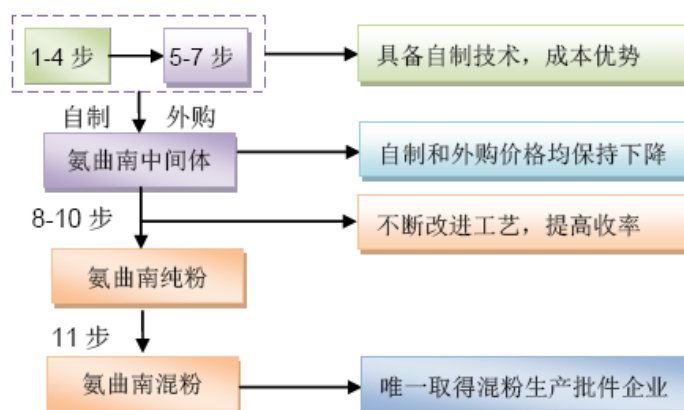 1-4 步
5-7 步
具备自制技术，成本优势
自制
外购
氨曲南中间体
自制和外购价格均保持下降
8-10 步
不断改进工艺，提高收率
氨曲南纯粉
11 步
氨曲南混粉
唯一取得混粉生产批件企业